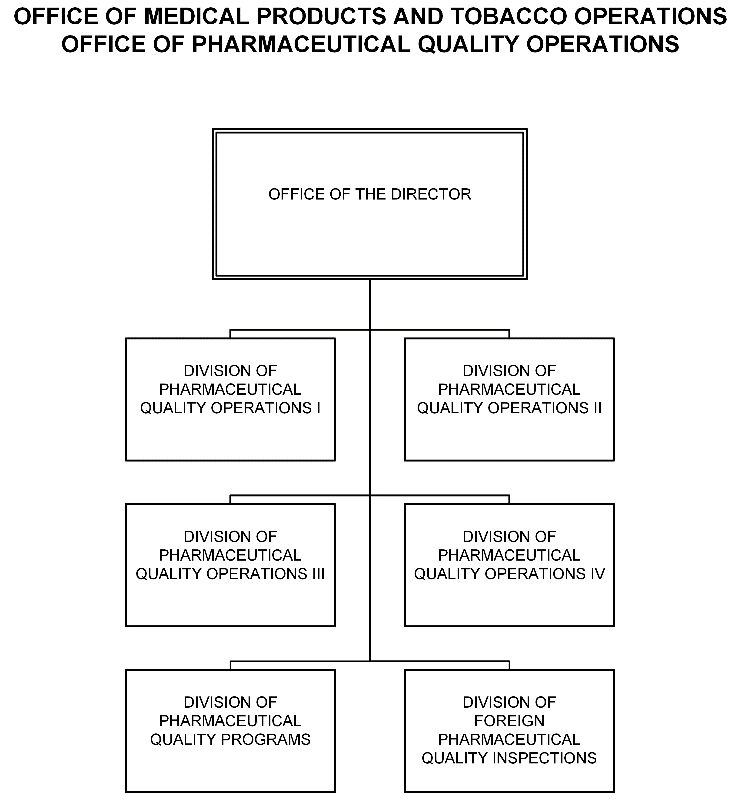 OFFICE OF MEDICAL PRODUCTS AND TOBACCO OPERATIONS
OFFICE OF PHARMACEUTICAL QUALITY OPERATIONS
OFFICE OF THE DIRECTOR
DIVISION OF
PHARMACEUTICAL
QUALITY OPERATIONS I
DIVISION OF
PHARMACEUTICAL
QUALITY OPERATIONS II
DIVISION OF
PHARMACEUTICAL
QUALITY OPERATIONS III
DIVISION OF
PHARMACEUTICAL
QUALITY OPERATIONS IV
DIVISION OF
PHARMACEUTICAL
QUALITY PROGRAMS
DIVISION OF
FOREIGN
PHARMACEUTICAL
QUALITY INSPECTIONS